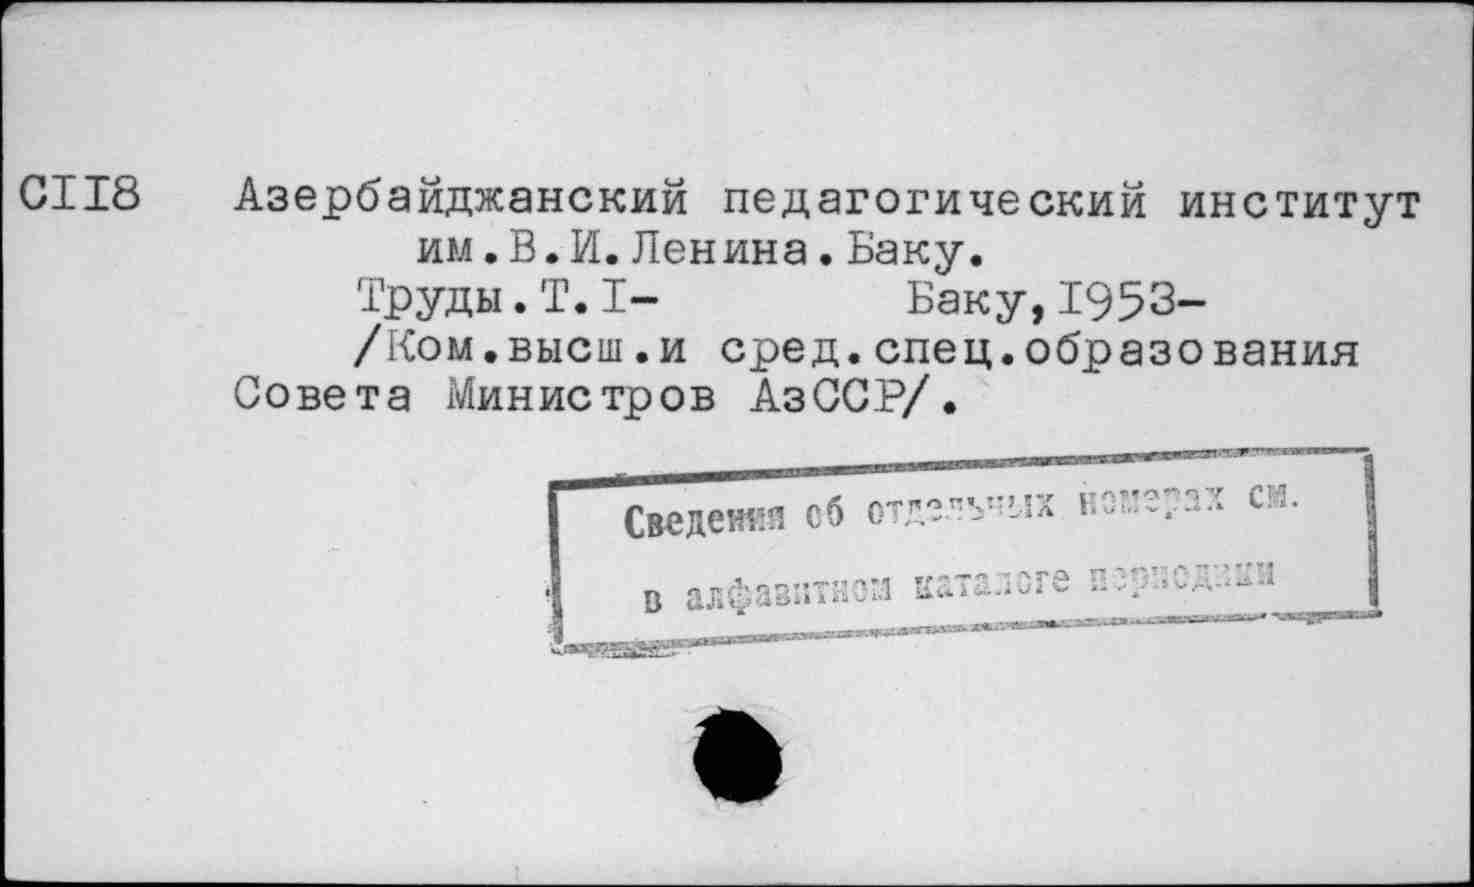 С118 Азербайджанский педагогический институт
им.В.И.Ленина.Баку.
Труды.Т.I- Баку,1953-
/Ком.высш.и сред.спец.образования
Совета Министров АзССР/.
Сведения об отдельных номерах см.
в алфавитном каталоге периодики